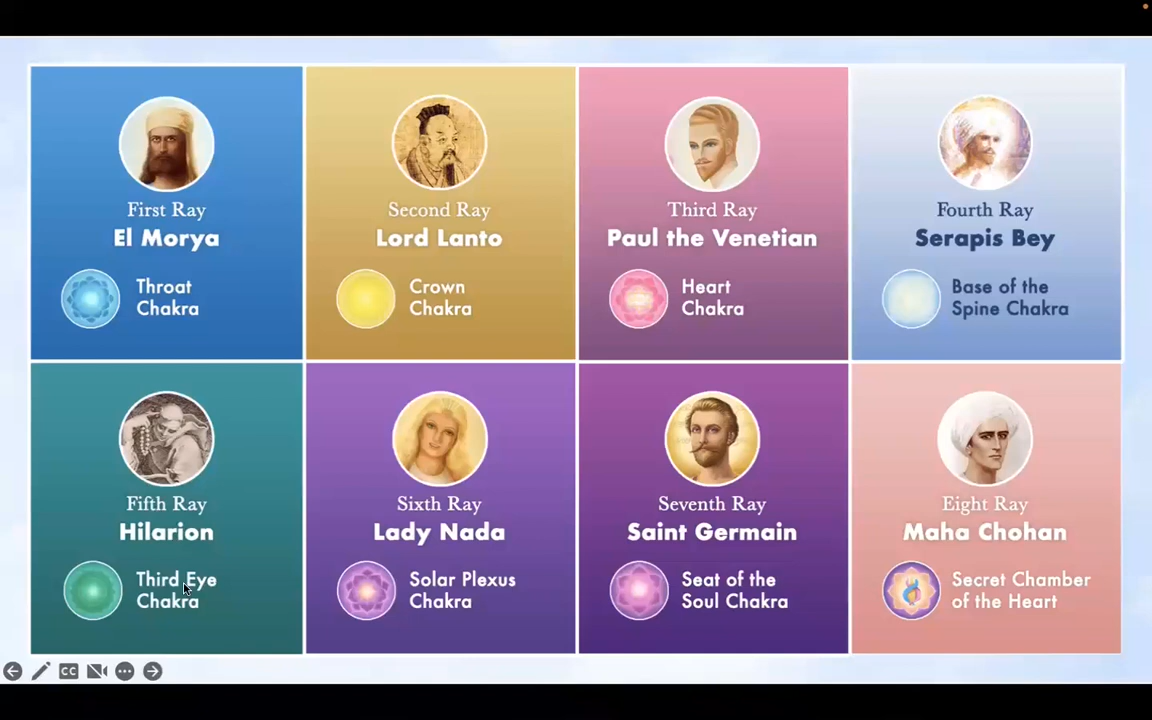 First Ray
El Morya
Throat
Chakra
Second Ray
Lord Lanto
Crown
Chakra
Third Ray
Paul the Venetian
Heart
Chakra
Fourth Ray
Serapis Bey
Base of the
Spine Chakra
Fifth Ray
Hilarion
Third Eye
Chakra
Sixth Ray
Lady Nada
Solar Plexus
Chakra
Seventh Ray
Saint Germain
Seat of the
Soul Chakra
Eight Ray
Maha Chohan
Secret Chamber
of the Heart
CC